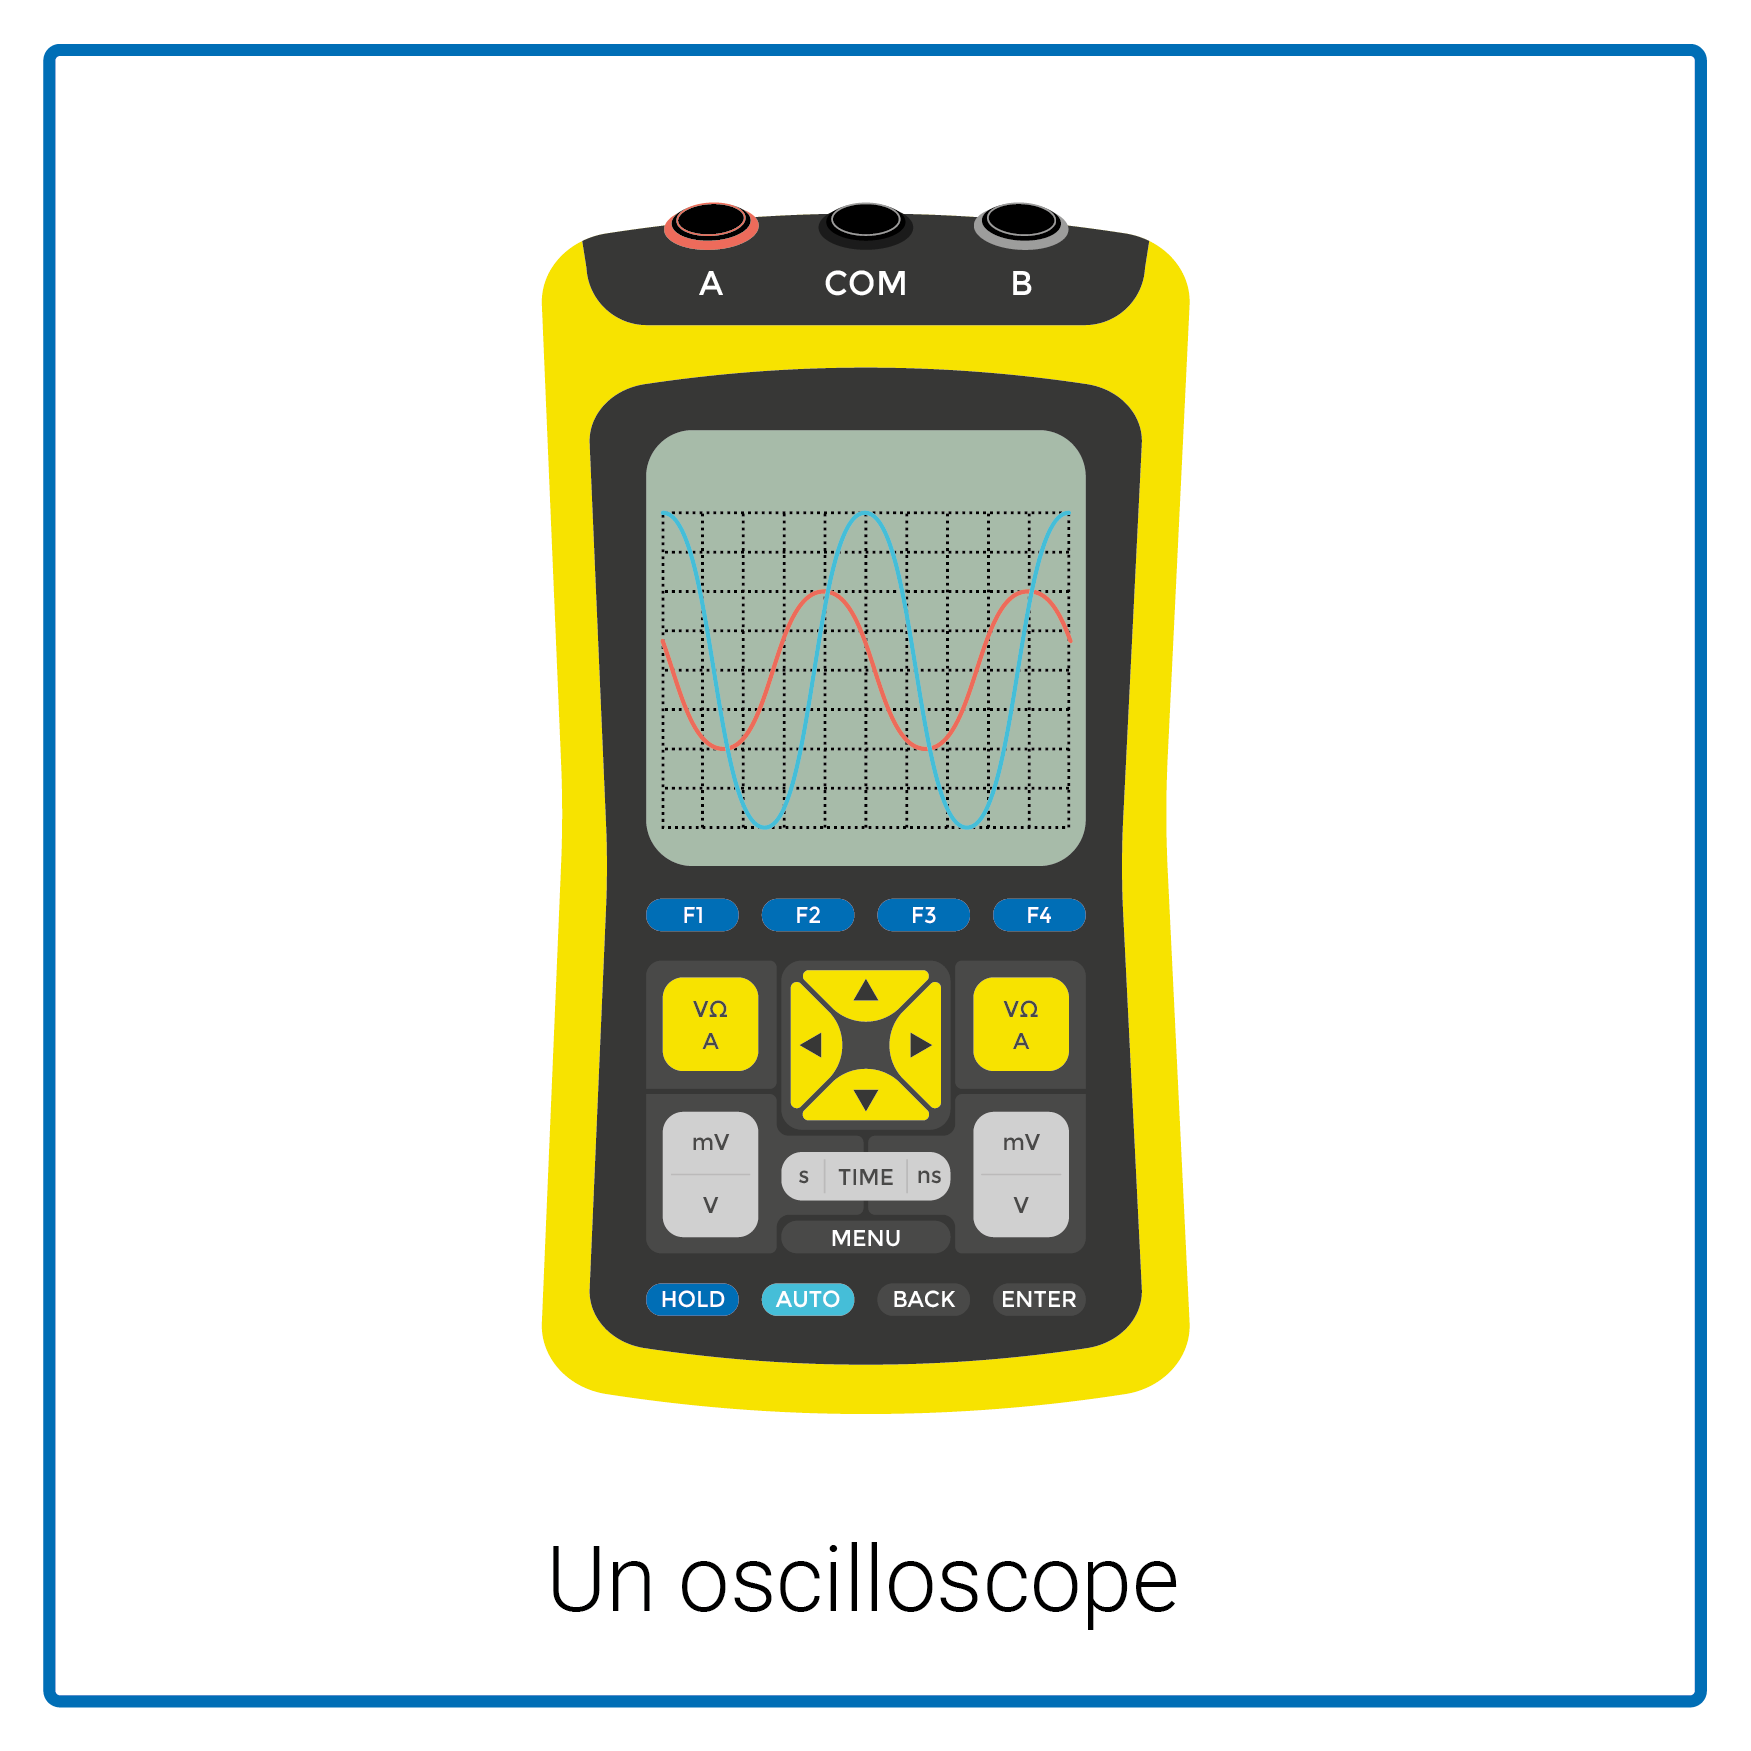 A COM B
F1 F2 F3 F4
VΩ VΩ
A A
mV mV
V V
s TIME ns
MENU
HOLD AUTO BACK ENTER
Un oscilloscope